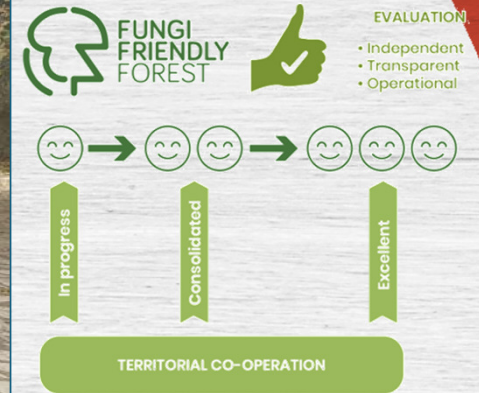 FUNGI
FRIENDLY
FOREST
EVALUATION
• Independent
• Transparent
• Operational
In progress
Consolidated
Excellent
TERRITORIAL CO-OPERATION